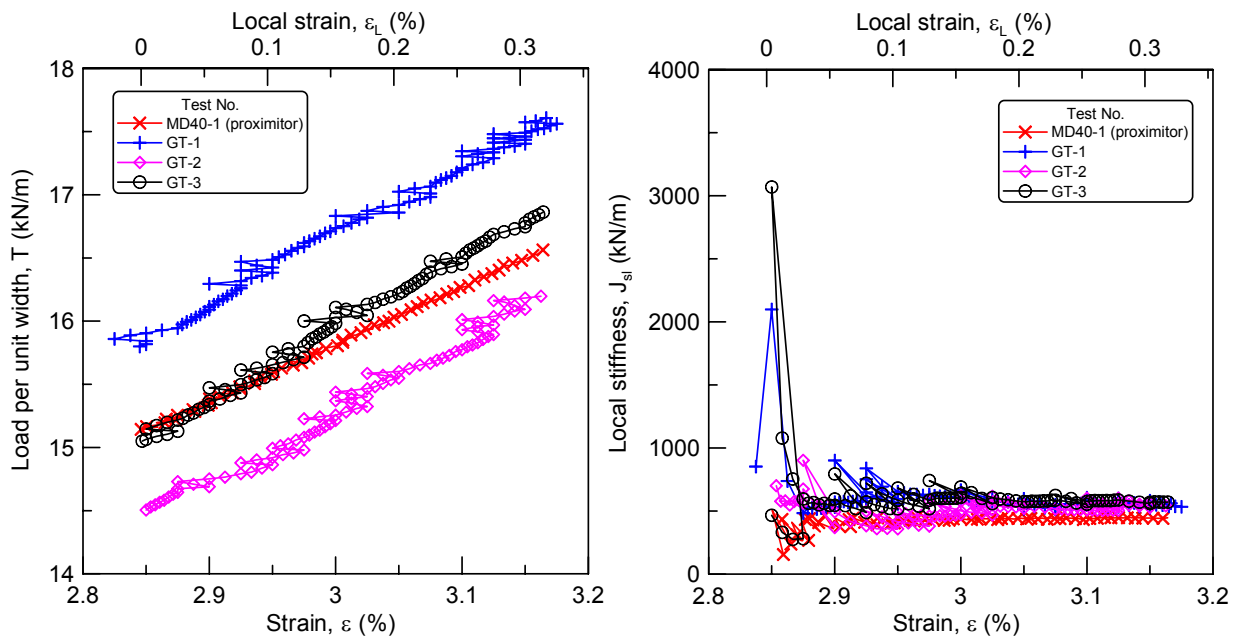 Local strain, εL (%)
0 0.1 0.2 0.3
18
17
16
15
14
Load per unit width, T (kN/m)
Test No.
MD40-1 (proximitor)
GT-1
GT-2
GT-3
2.8 2.9 3 3.1 3.2
Strain, ε (%)
Local strain, εL (%)
0 0.1 0.2 0.3
4000
3000
2000
1000
0
Local stiffness, Jsl (kN/m)
Test No.
MD40-1 (proximitor)
GT-1
GT-2
GT-3
2.8 2.9 3 3.1 3.2
Strain, ε (%)